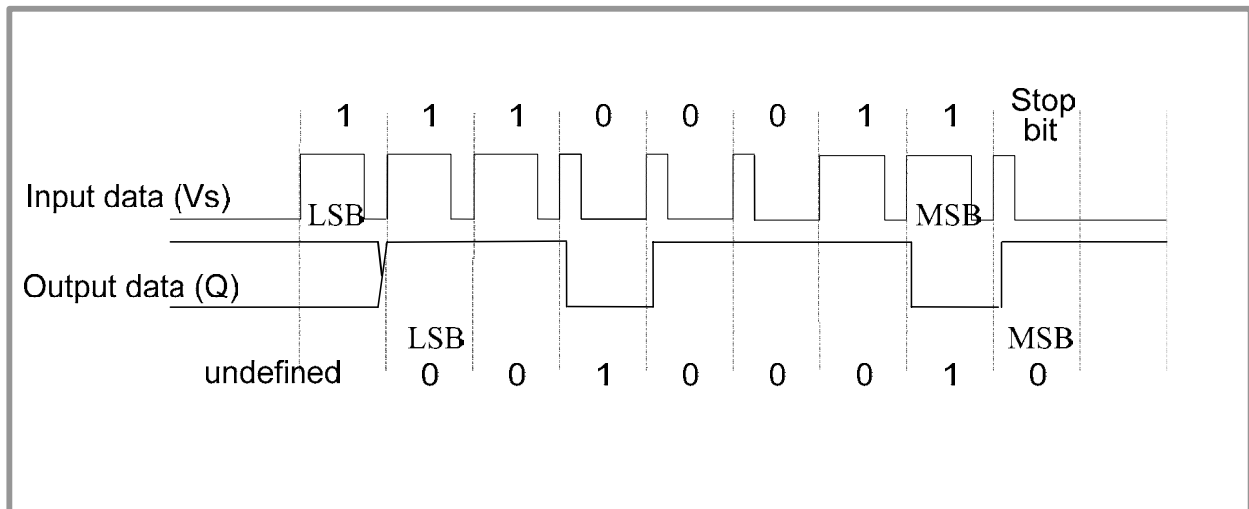 1 1 1 0 0 0 1 1 Stop bit
Input data (Vs)
LSB MSB
Output data (Q)
LSB MSB
undefined 0 0 1 0 0 0 1 0